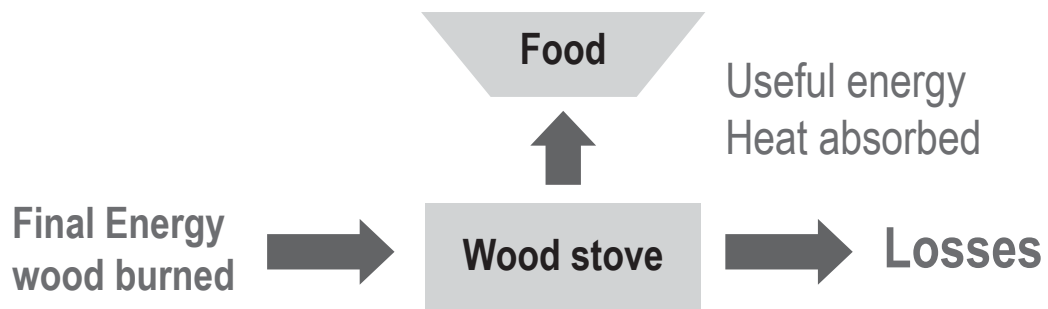 Food
Useful energy
Heat absorbed
Final Energy
wood burned
Wood stove
Losses